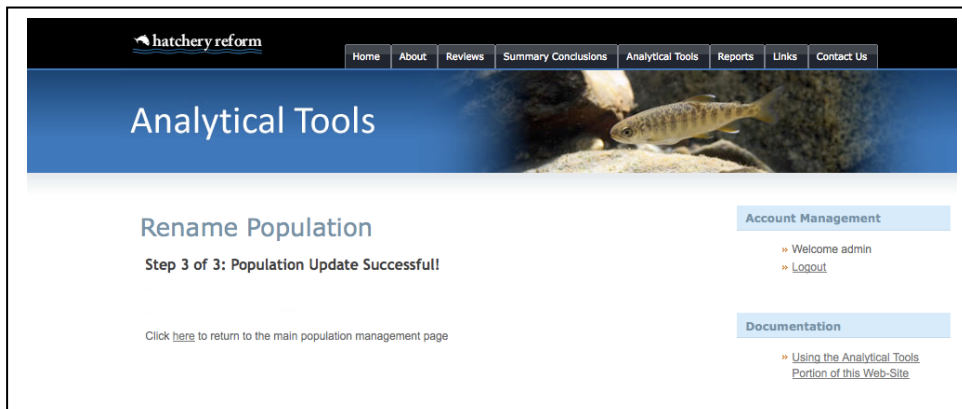 hatchery reform
Home About Reviews Summary Conclusions Analytical Tools Reports Links Contact Us
Analytical Tools
Rename Population
Step 3 of 3: Population Update Successful!
Click here to return to the main population management page
Account Management
» Welcome admin
» Logout
Documentation
» Using the Analytical Tools
Portion of this Web-Site